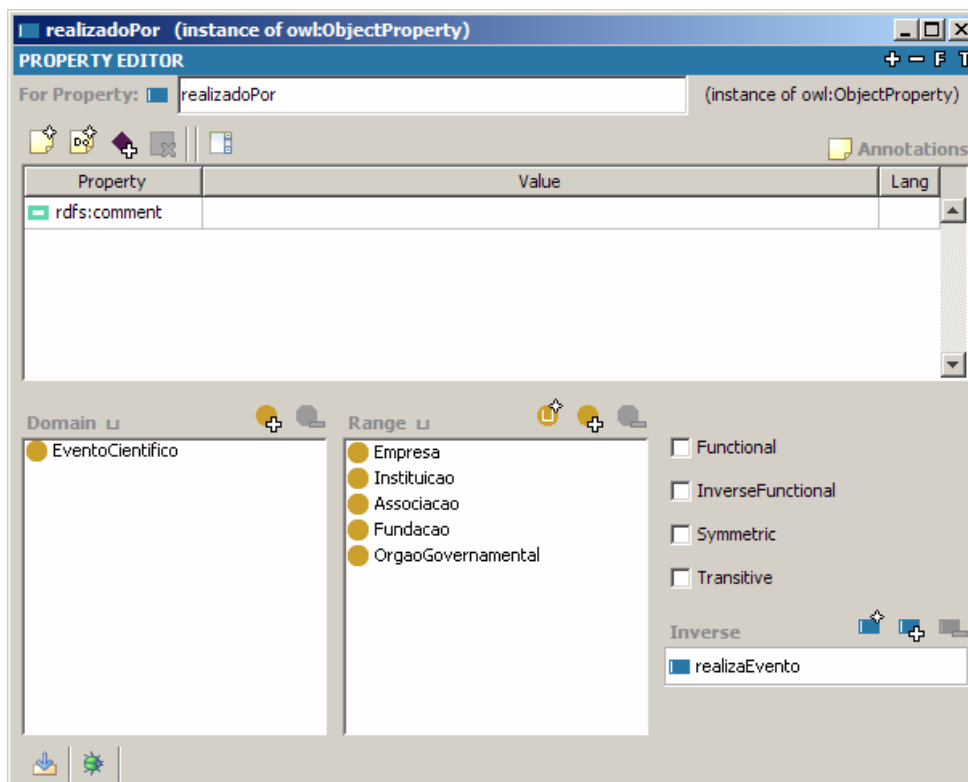 realizadoPor (instance of owl:ObjectProperty)
PROPERTY EDITOR
F T
For Property: realizadoPor (instance of owl:ObjectProperty)
Annotations
Property Value Lang
rdfs:comment
Domain ⊔
EventoCientifico
Range ⊔
Empresa
Instituicao
Associacao
Fundacao
OrgaoGovernamental
Functional
InverseFunctional
Symmetric
Transitive
Inverse
realizaEvento